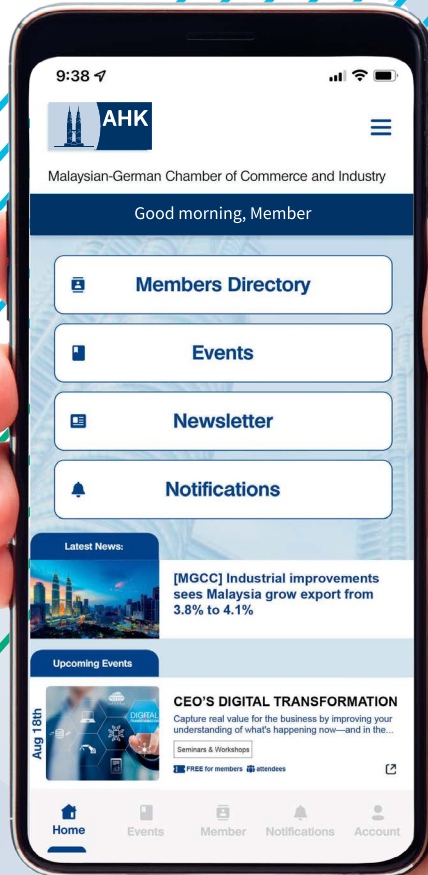 9:38
AHK
Malaysian-German Chamber of Commerce and Industry
Good morning, Member
Members Directory
Events
Newsletter
Notifications
Latest News:
[MGCC] Industrial improvements
sees Malaysia grow export from
3.8% to 4.1%
Upcoming Events
Aug 18th
DIGITAL
CEO'S DIGITAL TRANSFORMATION
Capture real value for the business by improving your
understanding of what's happening now—and in the...
Seminars & Workshops
FREE for members attendees
Home
Events
Member
Notifications
Account